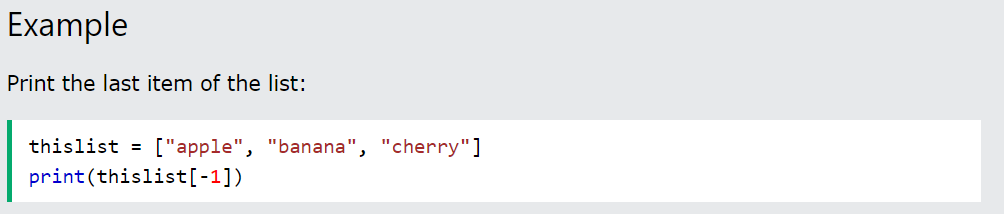 Example
Print the last item of the list:
thislist = ["apple", "banana", "cherry"]
print(thislist[-1])